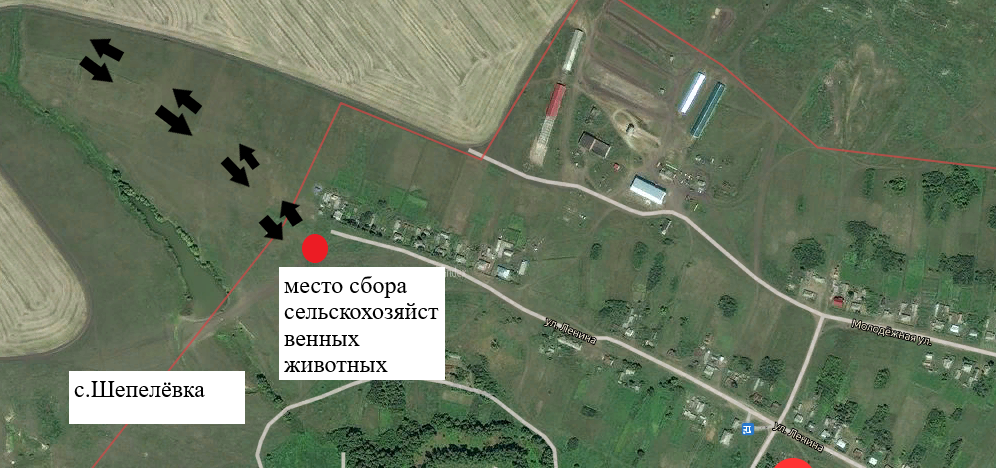 место сбора
сельскохозяйст
венных
животных
ул. Ленина
Молодёжная ул.
с.Шепелёвка
ул. Ленина